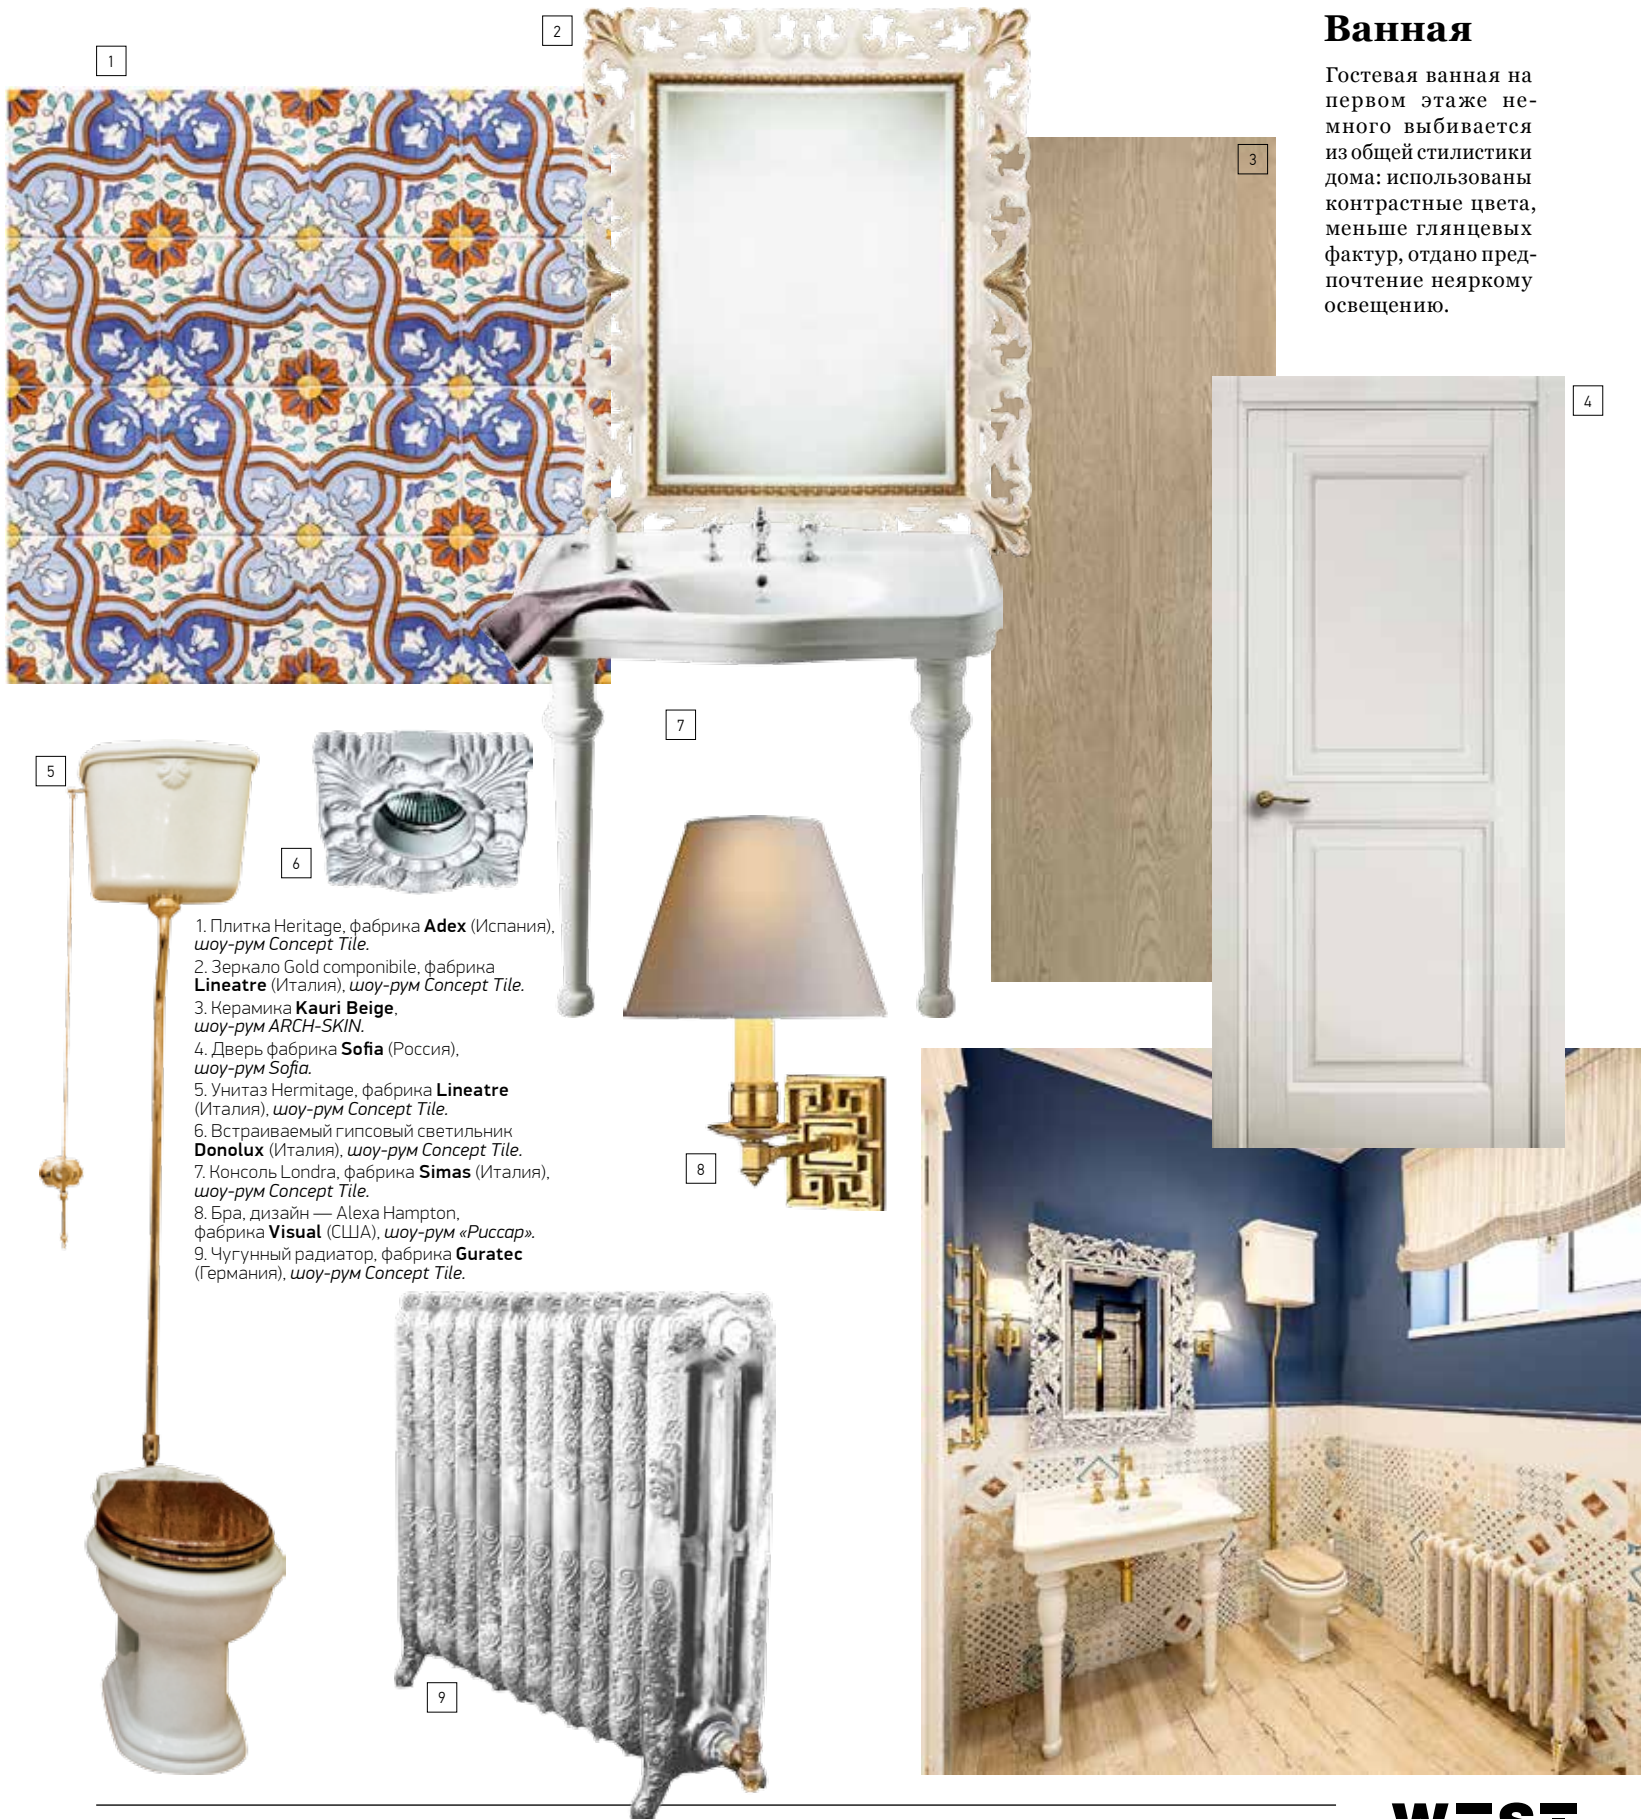 Ванная
Гостевая ванная на
первом этаже не-
много выбивается
из общей стилистики
дома: использованы
контрастные цвета,
меньше глянцевых
фактур, отдано пред-
почтение неяркому
освещению.
1
2
3
4
5
6
7
8
9
1. Плитка Heritage, фабрика Adex (Испания),
шоу-рум Concept Tile.
2. Зеркало Gold componibile, фабрика
Lineatre (Италия), шоу-рум Concept Tile.
3. Керамика Kauri Beige,
шоу-рум ARCH-SKIN.
4. Дверь фабрика Sofia (Россия),
шоу-рум Sofia.
5. Унитаз Hermitage, фабрика Lineatre
(Италия), шоу-рум Concept Tile.
6. Встраиваемый гипсовый светильник
Donolux (Италия), шоу-рум Concept Tile.
7. Консоль Londra, фабрика Simas (Италия),
шоу-рум Concept Tile.
8. Бра, дизайн — Alexa Hampton,
фабрика Visual (США), шоу-рум «Риссар».
9. Чугунный радиатор, фабрика Guratec
(Германия), шоу-рум Concept Tile.